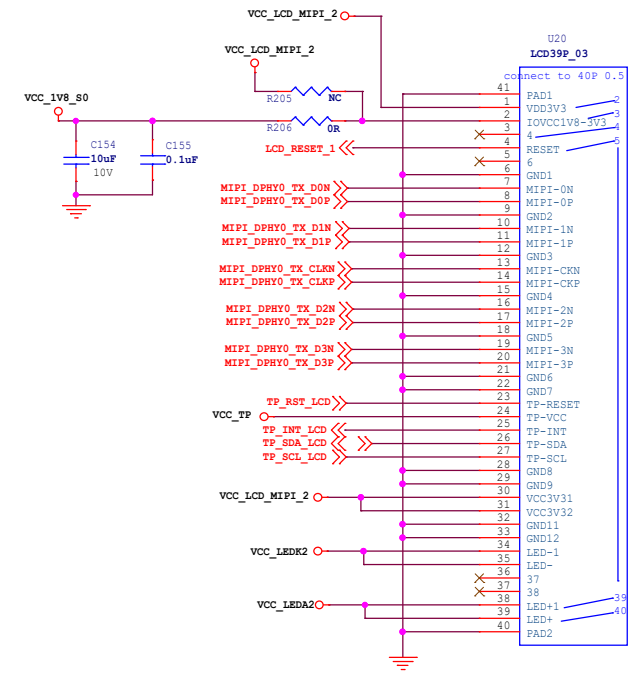 VCC_LCD_MIPI_2
U20
LCD39P_03
VCC_LCD_MIPI_2
connect to 40P 0.5
VCC_1V8_S0
R205 NC
R206 0R
C154
10uF
10V
C155
0.1uF
LCD_RESET_1
MIPI_DPHY0_TX_D0N
MIPI_DPHY0_TX_D0P
MIPI_DPHY0_TX_D1N
MIPI_DPHY0_TX_D1P
MIPI_DPHY0_TX_CLKN
MIPI_DPHY0_TX_CLKP
MIPI_DPHY0_TX_D2N
MIPI_DPHY0_TX_D2P
MIPI_DPHY0_TX_D3N
MIPI_DPHY0_TX_D3P
TP_RST_LCD
VCC_TP
TP_INT_LCD
TP_SDA_LCD
TP_SCL_LCD
VCC_LCD_MIPI_2
VCC_LEDK2
VCC_LEDA2
41 PAD1
1 VDD3V3 2
2 IOVCC1V8-3V3 3
3 4 4
4 RESET 5
5 6
6 GND1
7 MIPI-0N
8 MIPI-0P
9 GND2
10 MIPI-1N
11 MIPI-1P
12 GND3
13 MIPI-CKN
14 MIPI-CKP
15 GND4
16 MIPI-2N
17 MIPI-2P
18 GND5
19 MIPI-3N
20 MIPI-3P
21 GND6
22 GND7
23 TP-RESET
24 TP-VCC
25 TP-INT
26 TP-SDA
27 TP-SCL
28 GND8
29 GND9
30 VCC3V31
31 VCC3V32
32 GND11
33 GND12
34 LED-1
35 LED-
36 37
37 38
38 LED+1 39
39 LED+ 40
40 PAD2